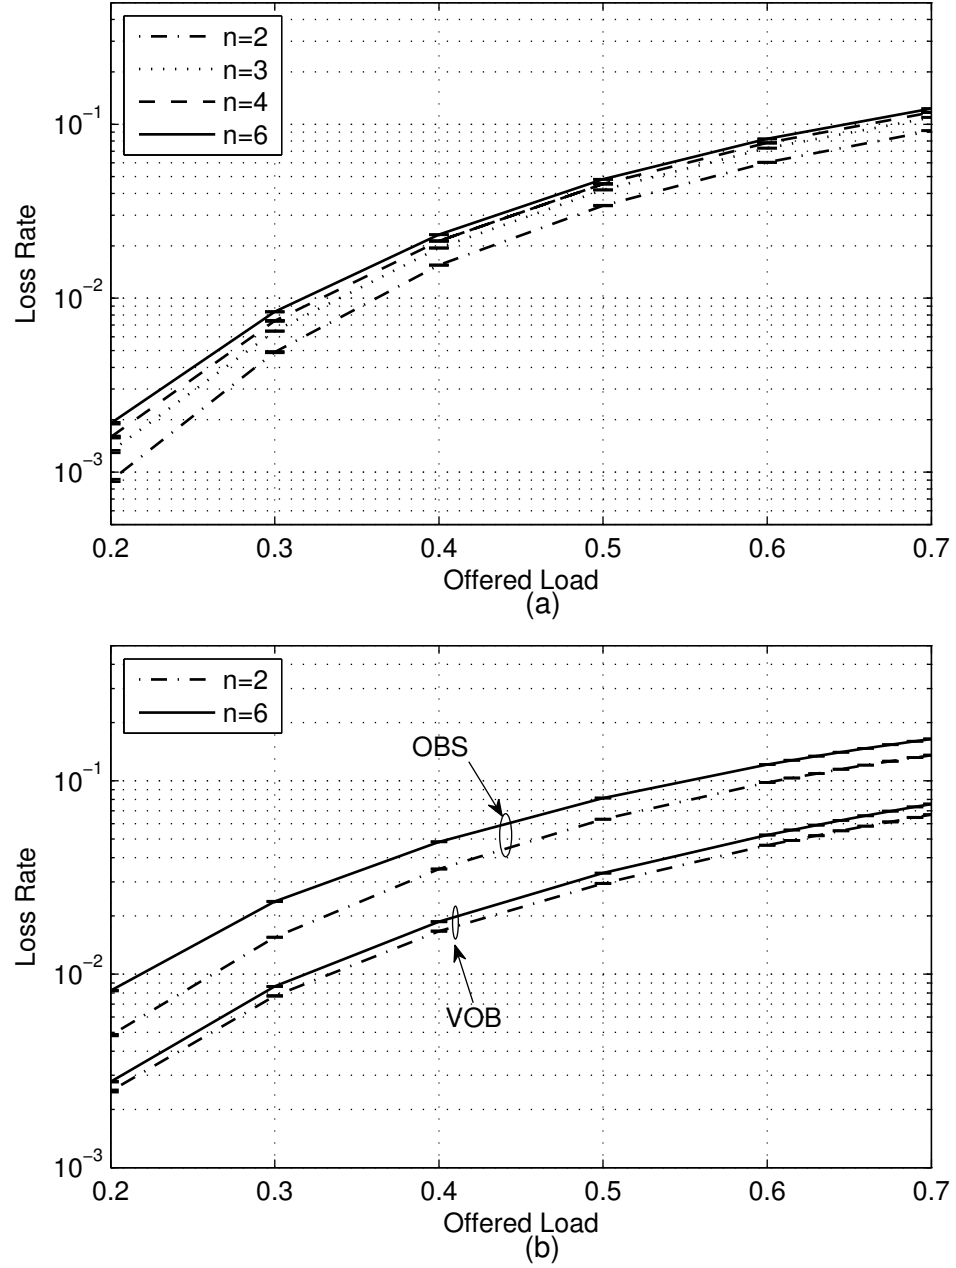 n=2
n=3
n=4
n=6
10⁻¹
10⁻²
10⁻³
Loss Rate
0.2 0.3 0.4 0.5 0.6 0.7
Offered Load
(a)
n=2
n=6
OBS
VOB
10⁻¹
10⁻²
10⁻³
Loss Rate
0.2 0.3 0.4 0.5 0.6 0.7
Offered Load
(b)